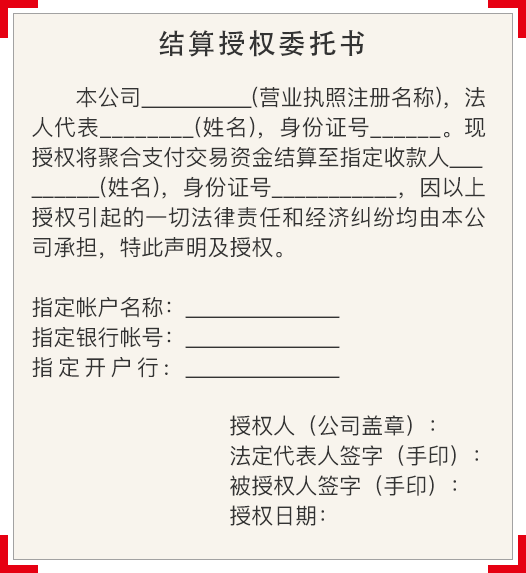 结算授权委托书
本公司__________(营业执照注册名称)，法
人代表________(姓名)，身份证号______。现
授权将聚合支付交易资金结算至指定收款人___
______(姓名)，身份证号___________，因以上
授权引起的一切法律责任和经济纠纷均由本公
司承担，特此声明及授权。
指定帐户名称：______________
指定银行帐号：______________
指定开户行：______________
授权人（公司盖章）：
法定代表人签字（手印）：
被授权人签字（手印）：
授权日期：